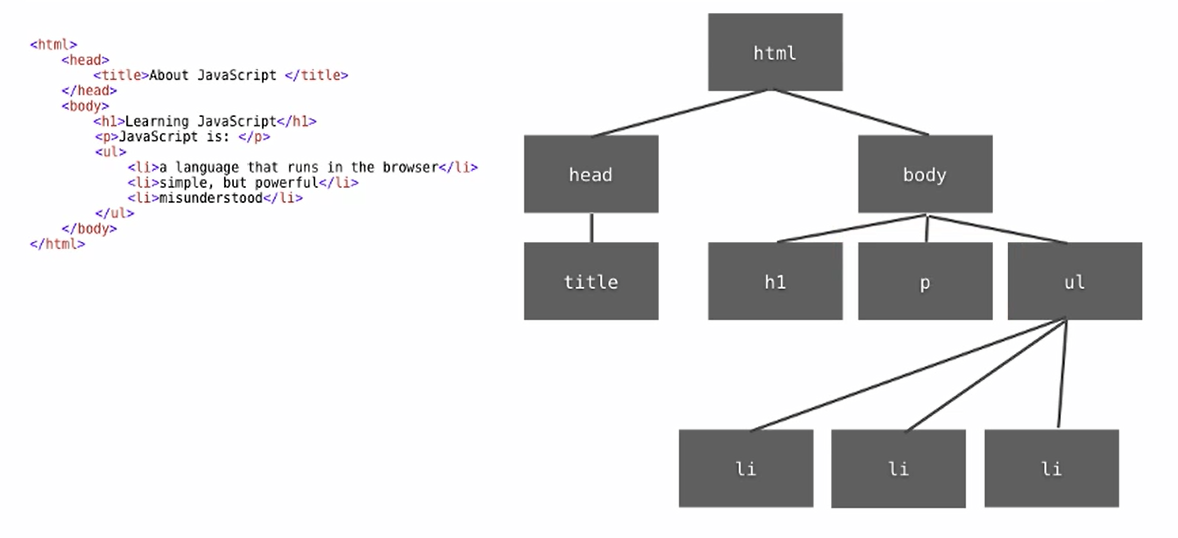 <html>
<head>
<title>About JavaScript </title>
</head>
<body>
<h1>Learning JavaScript</h1>
<p>JavaScript is: </p>
<ul>
<li>a language that runs in the browser</li>
<li>simple, but powerful</li>
<li>misunderstood</li>
</ul>
</body>
</html>
html
head
body
title
h1
p
ul
li
li
li